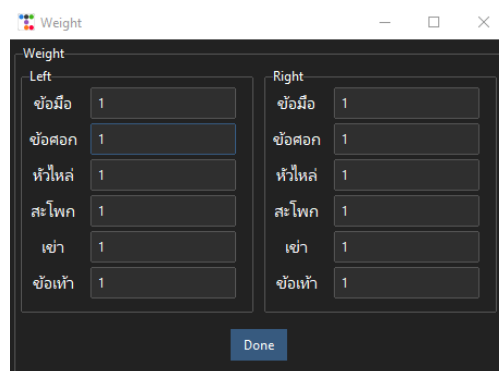 Weight
Weight
Left
ข้อมือ 1
ข้อศอก 1
หัวไหล่ 1
สะโพก 1
เข่า 1
ข้อเท้า 1
Right
ข้อมือ 1
ข้อศอก 1
หัวไหล่ 1
สะโพก 1
เข่า 1
ข้อเท้า 1
Done